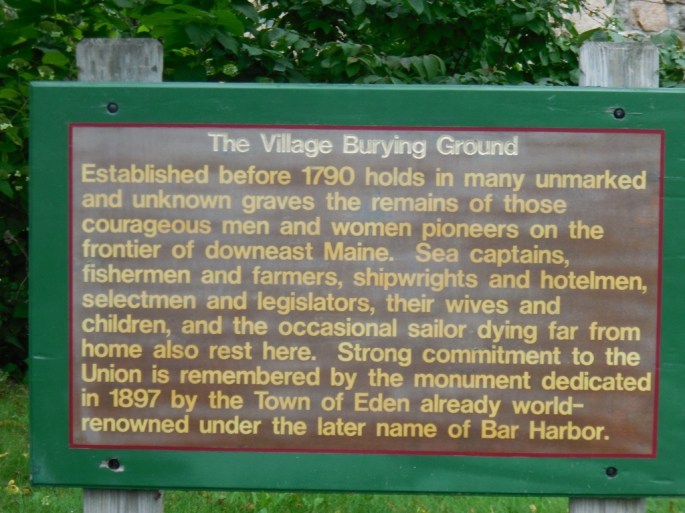 The Village Burying Ground
Established before 1790 holds in many unmarked
and unknown graves the remains of those
courageous men and women pioneers on the
frontier of downeast Maine. Sea captains,
fishermen and farmers, shipwrights and hotelmen,
selectmen and legislators, their wives and
children, and the occasional sailor dying far from
home also rest here. Strong commitment to the
Union is remembered by the monument dedicated
in 1897 by the Town of Eden already world-
renowned under the later name of Bar Harbor.